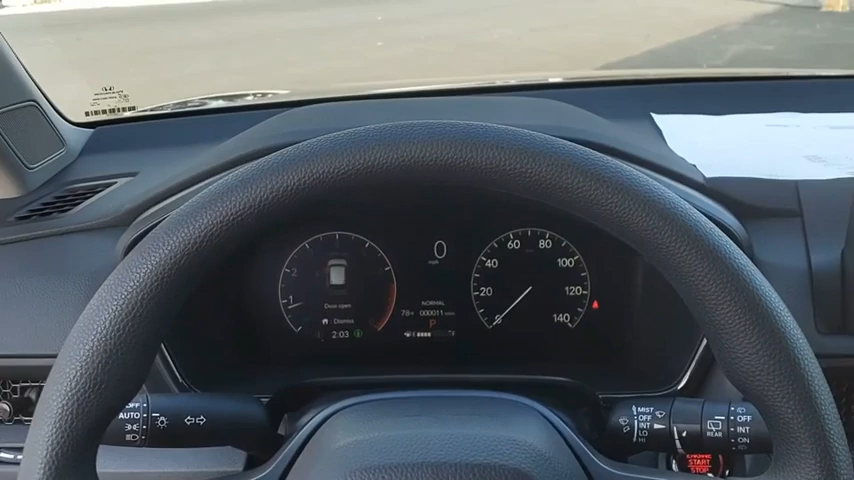 0
mph
2
1
Door open
Dismiss
2:03
NORMAL
78°
000011
P
0
20
40
60
80
100
120
140
OFF
AUTO
MIST
OFF
INT
LO
HI
REAR
OFF
INT
ON
ENGINE
START
STOP